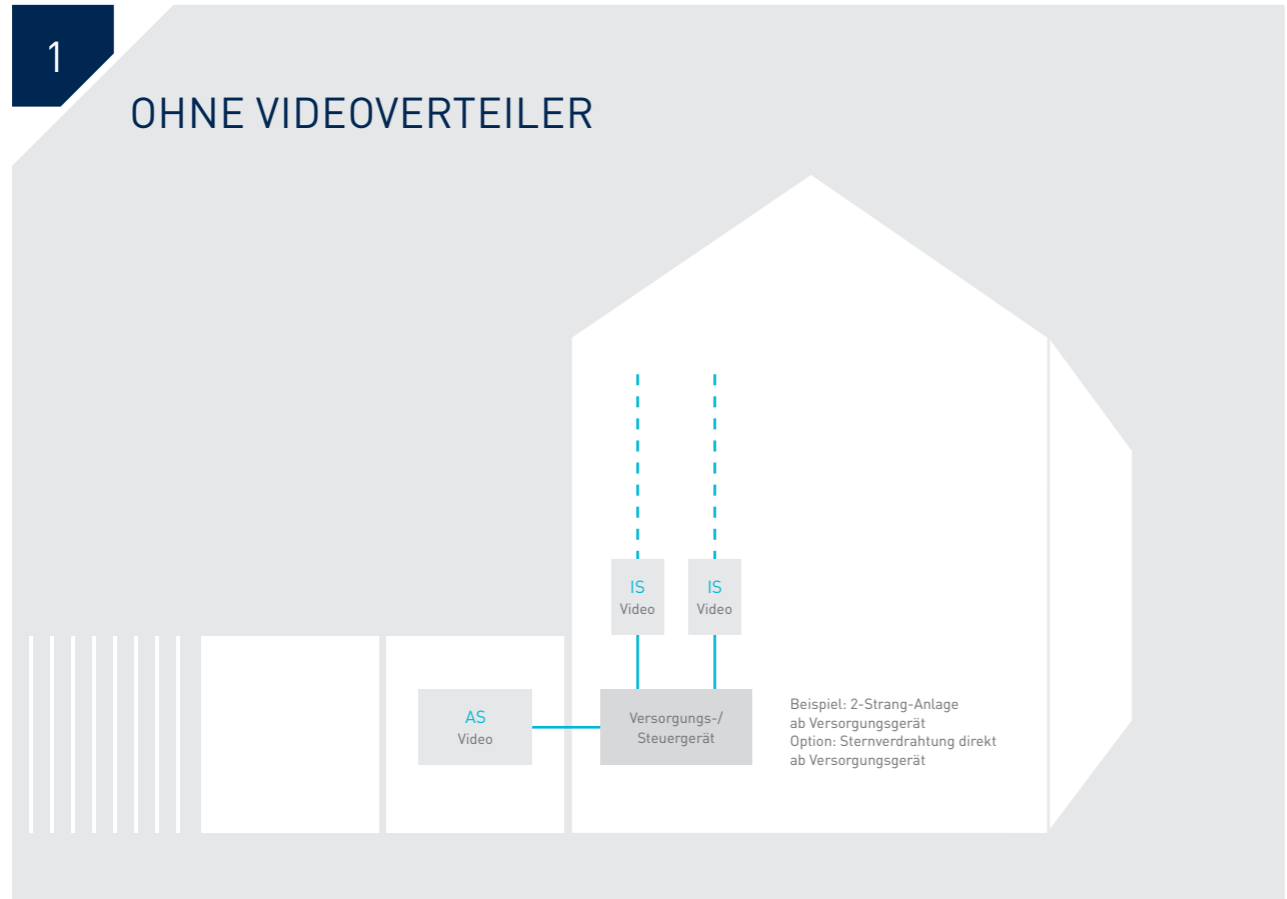 1
OHNE VIDEOVERTEILER
IS
Video
IS
Video
AS
Video
Versorgungs-/
Steuergerät
Beispiel: 2-Strang-Anlage
ab Versorgungsgerät
Option: Sternverdrahtung direkt
ab Versorgungsgerät